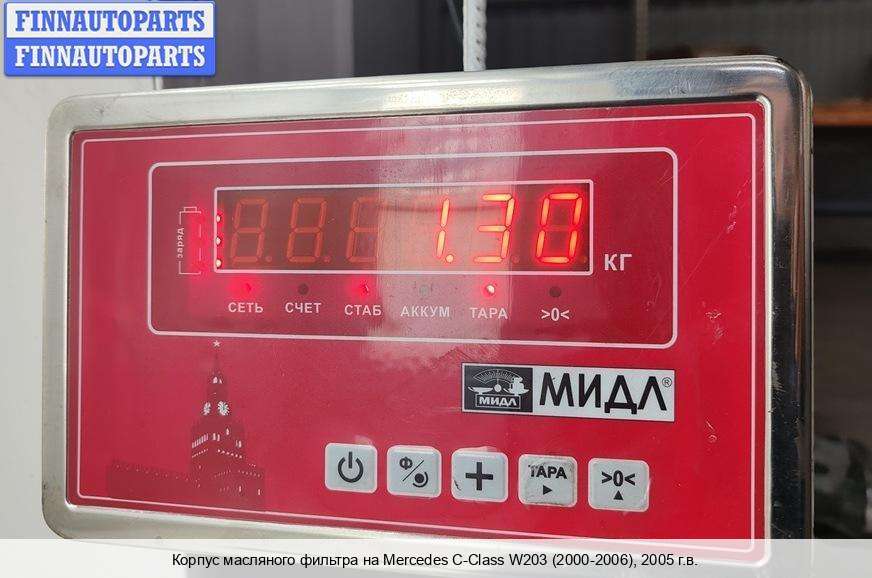 FINNAUTOPARTS
FINNAUTOPARTS
заряд
1.30
КГ
СЕТЬ СЧЕТ СТАБ АККУМ ТАРА >0<
МИДЛ МИДЛ®
Ф ТАРА >0<
Корпус масляного фильтра на Mercedes C-Class W203 (2000-2006), 2005 г.в.